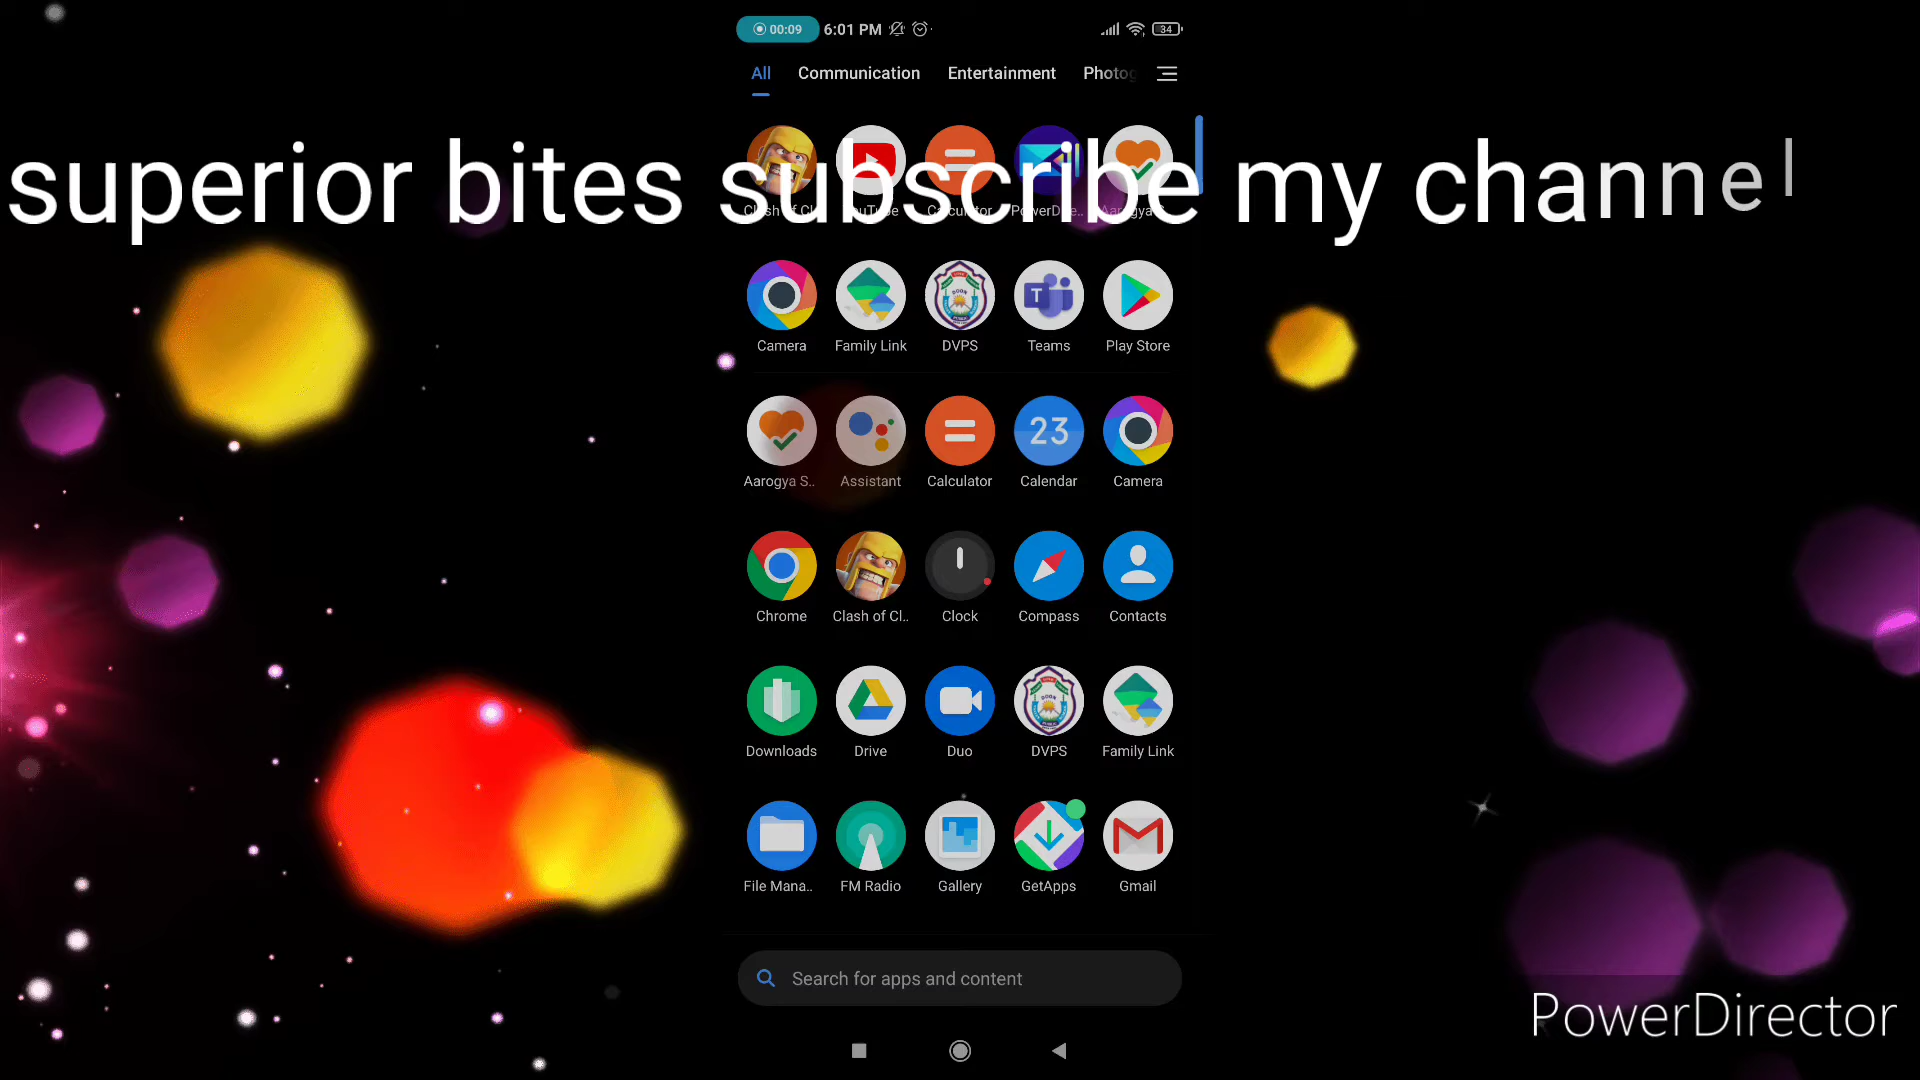 00:09 6:01 PM 34
All Communication Entertainment Photog
superior bites subscribe my channel
Camera Family Link DVPS Teams Play Store
Aarogya S.. Assistant Calculator Calendar Camera
23
Chrome Clash of Cl.. Clock Compass Contacts
Downloads Drive Duo DVPS Family Link
File Mana.. FM Radio Gallery GetApps Gmail
Search for apps and content
PowerDirector